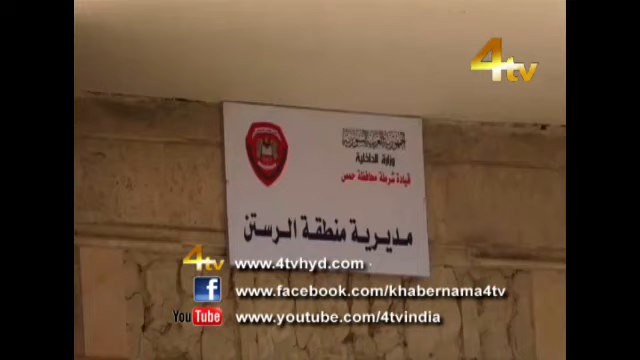 4tv
الجمهورية العربية السورية
وزارة الداخلية
قيادة شرطة محافظة حمص
مديرية منطقة الرستن
4tv www.4tvhyd.com
f www.facebook.com/khabernama4tv
YouTube www.youtube.com/4tvindia